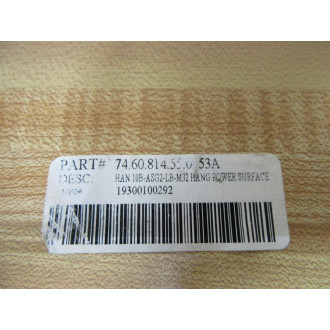 PART# 74.60.814.55.0 53A
DESC: HAN 10B-ASG2-LB-M32 HANG POWER SURFACE
19300100292